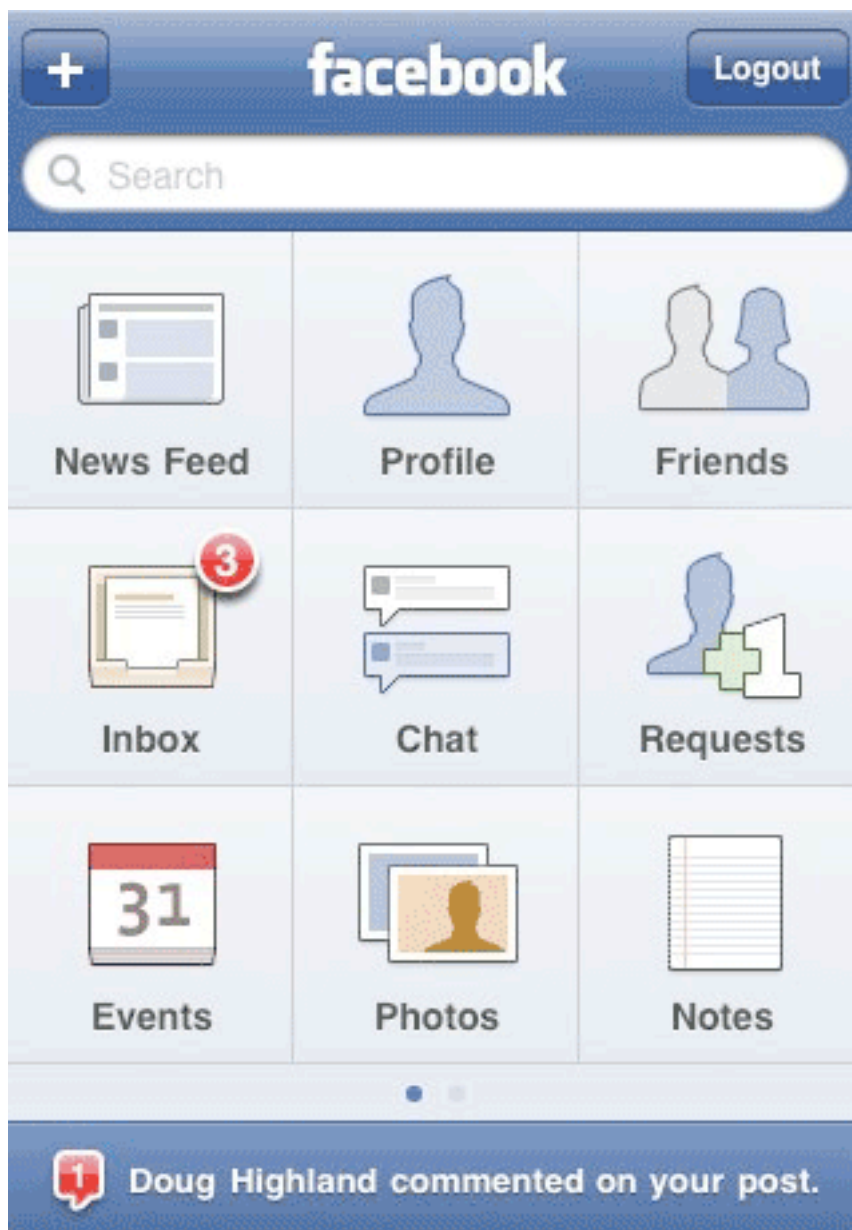 + facebook Logout
Search
News Feed Profile Friends
3
Inbox Chat Requests
31
Events Photos Notes
1 Doug Highland commented on your post.